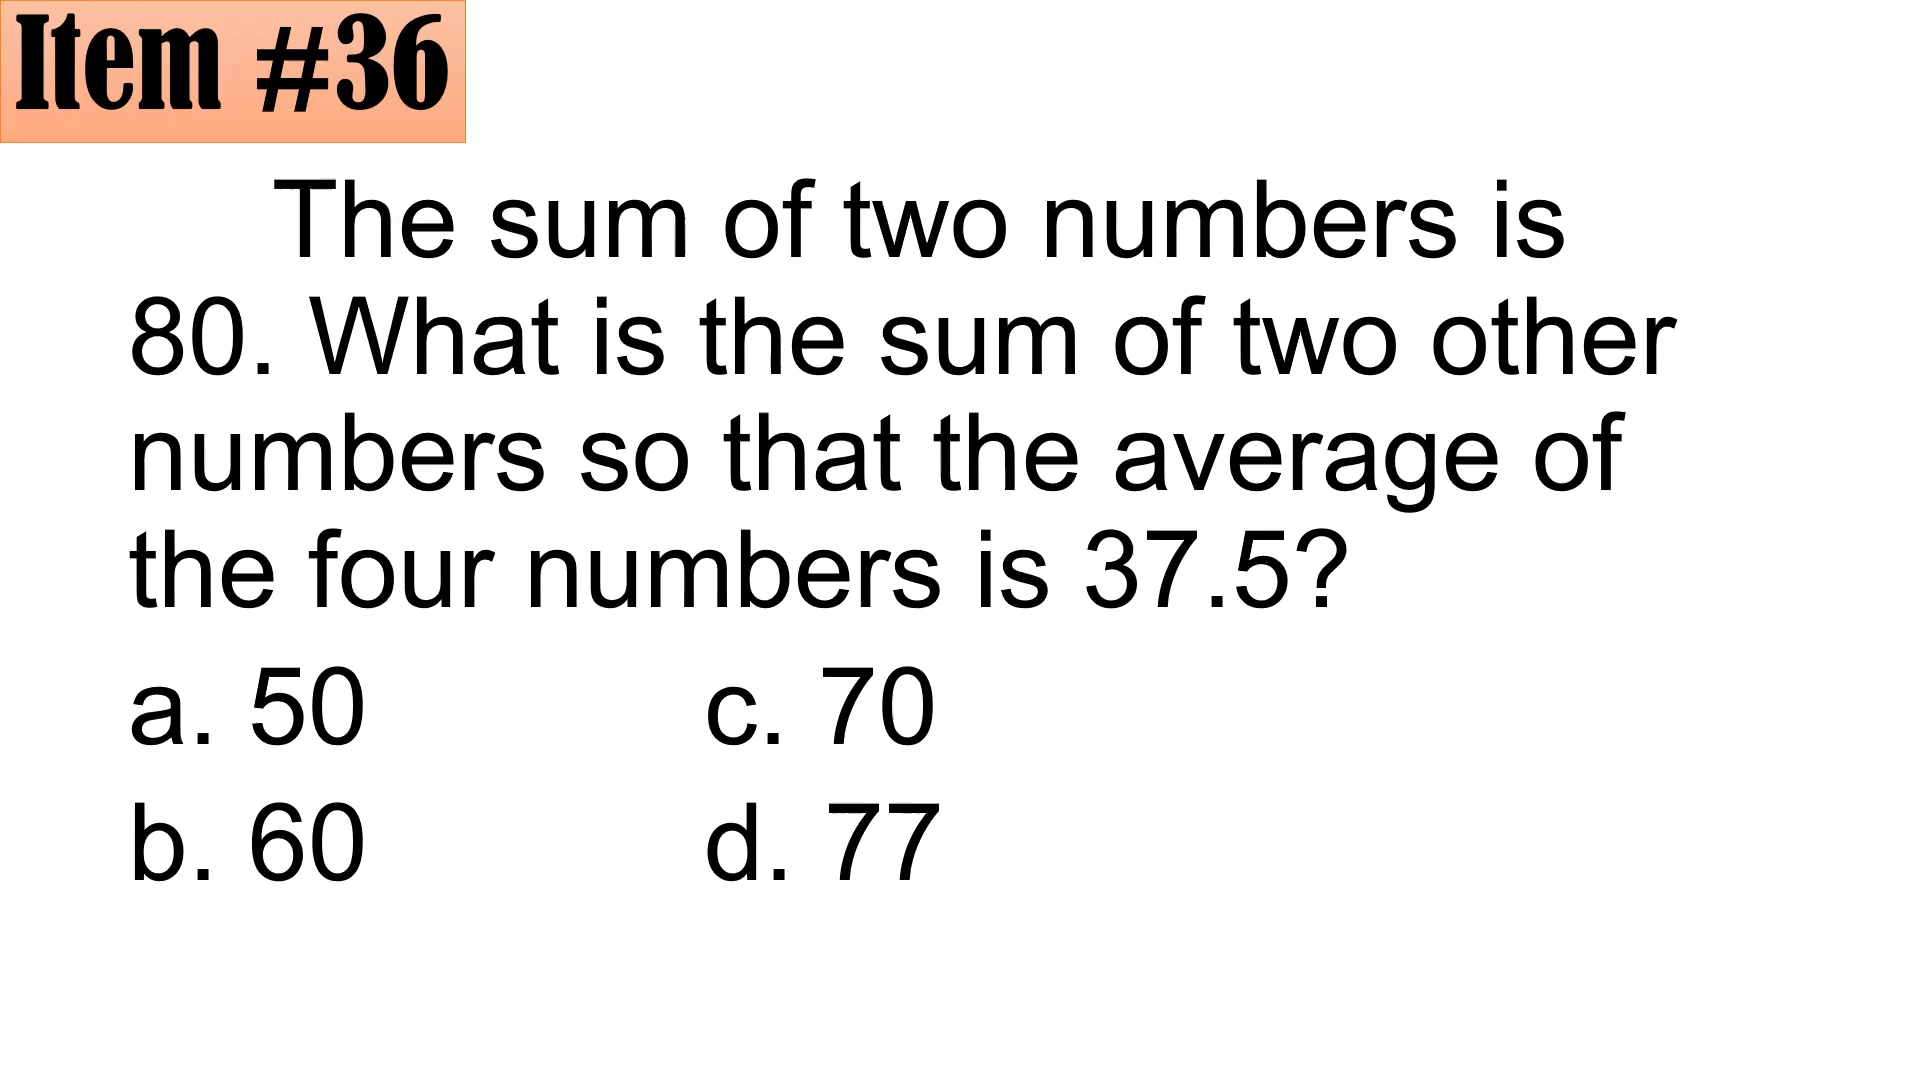 Item #36
The sum of two numbers is
80. What is the sum of two other
numbers so that the average of
the four numbers is 37.5?
a. 50 c. 70
b. 60 d. 77